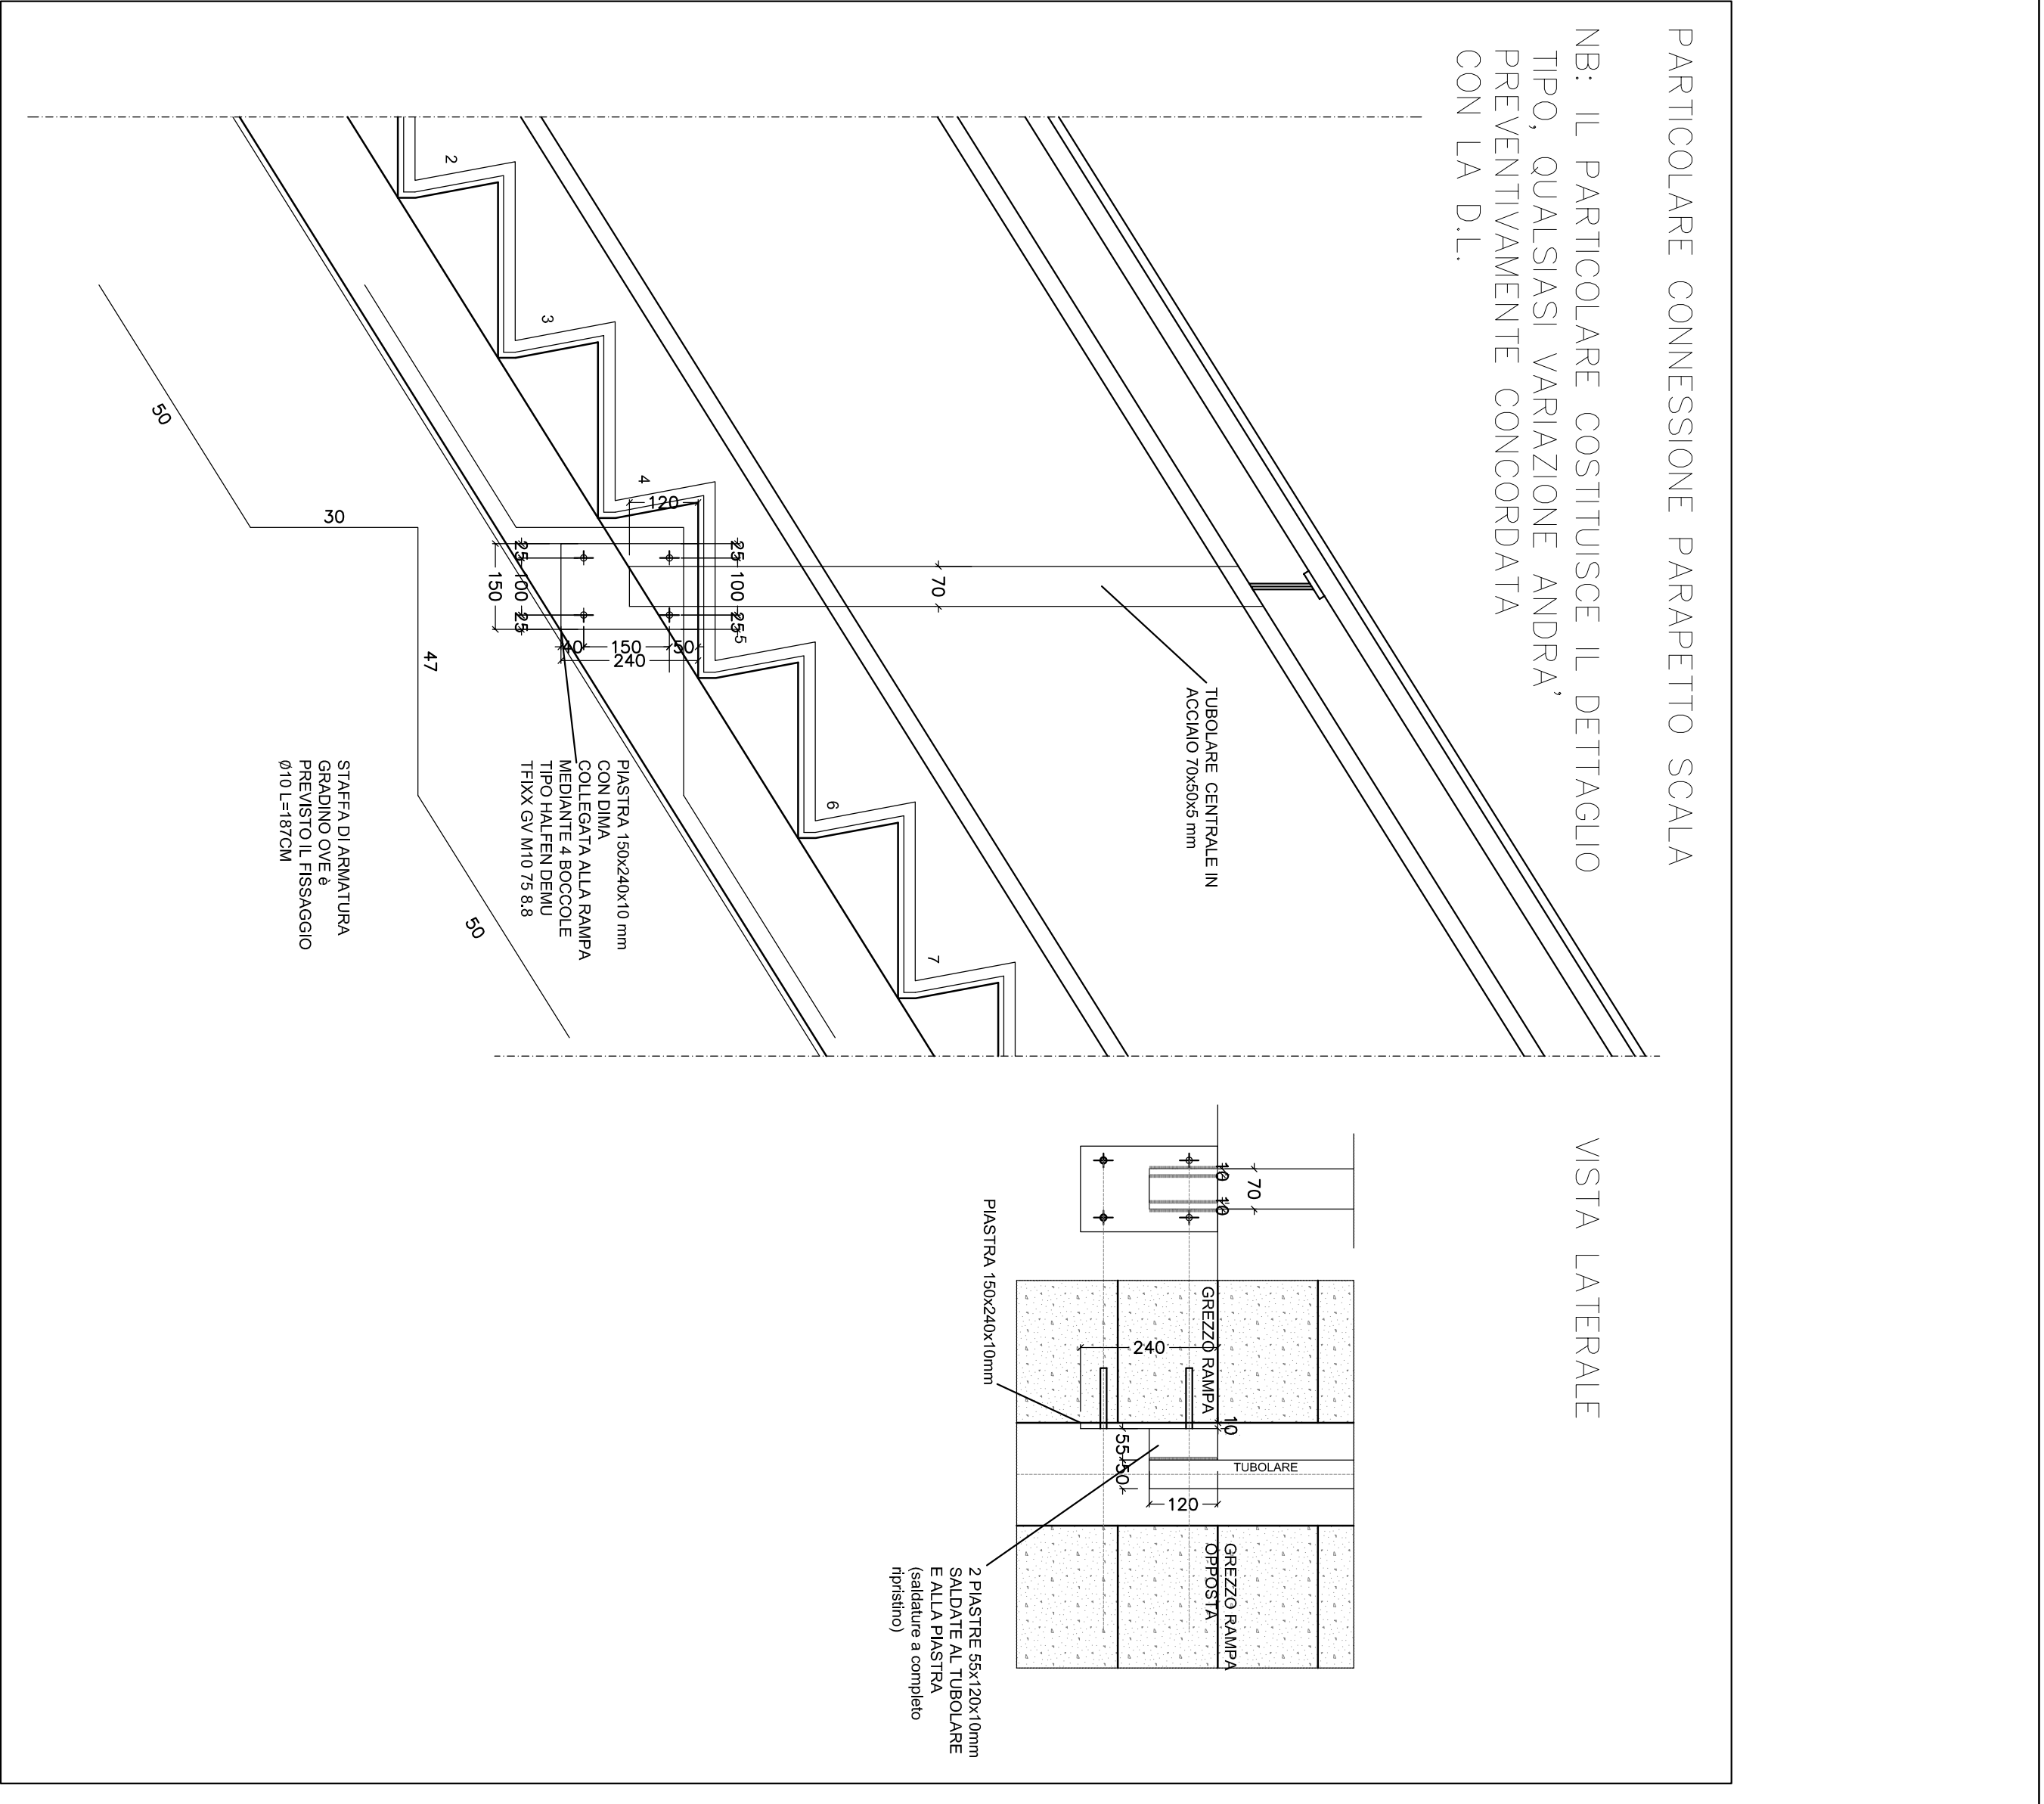 PARTICOLARE CONNESSIONE PARAPETTO SCALA
NB: IL PARTICOLARE COSTITUISCE IL DETTAGLIO
TIPO, QUALSIASI VARIAZIONE ANDRA'
PREVENTIVAMENTE CONCORDATA
CON LA D.L.
VISTA LATERALE
TUBOLARE CENTRALE IN
ACCIAIO 70x50x5 mm
70
2
3
4
5
6
7
120
25
100
25
25
100
25
150
40
150
50
240
PIASTRA 150x240x10 mm
CON DIMA
COLLEGATA ALLA RAMPA
MEDIANTE 4 BOCCOLE
TIPO HALFEN DEMU
TFIXX GV M10 75 8.8
50
30
47
50
STAFFA DI ARMATURA
GRADINO OVE è
PREVISTO IL FISSAGGIO
Ø10 L=187CM
70
10
10
PIASTRA 150x240x10mm
GREZZO RAMPA
240
10
55
50
TUBOLARE
120
GREZZO RAMPA
OPPOSTA
2 PIASTRE 55x120x10mm
SALDATE AL TUBOLARE
E ALLA PIASTRA
(saldature a completo
ripristino)